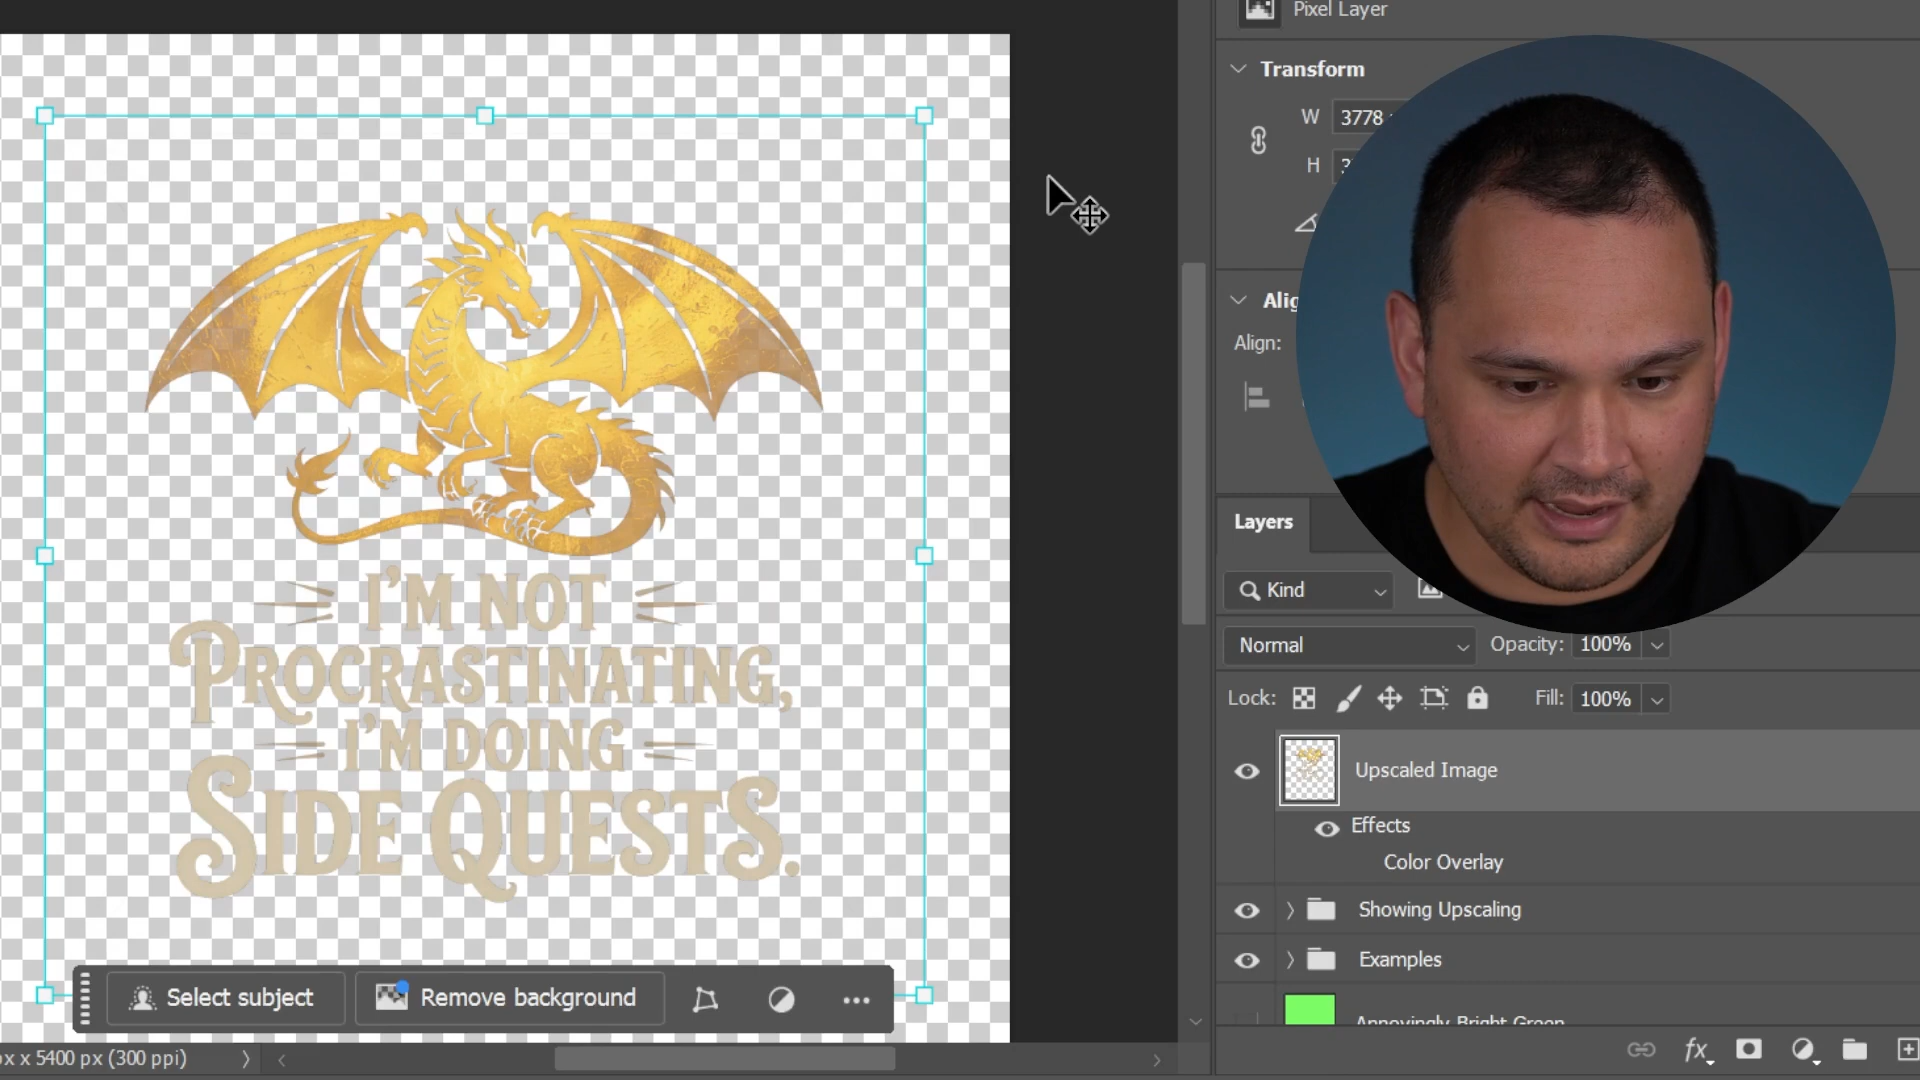 Pixel Layer
Transform
W 3778
H
Align:
I'M NOT
PROCRASTINATING,
I'M DOING
SIDE QUESTS.
Layers
Kind
Normal
Opacity: 100%
Lock:
Fill: 100%
Upscaled Image
Effects
Color Overlay
Showing Upscaling
Examples
Annoyingly Bright Green
Select subject
Remove background
px x 5400 px (300 ppi)
fx